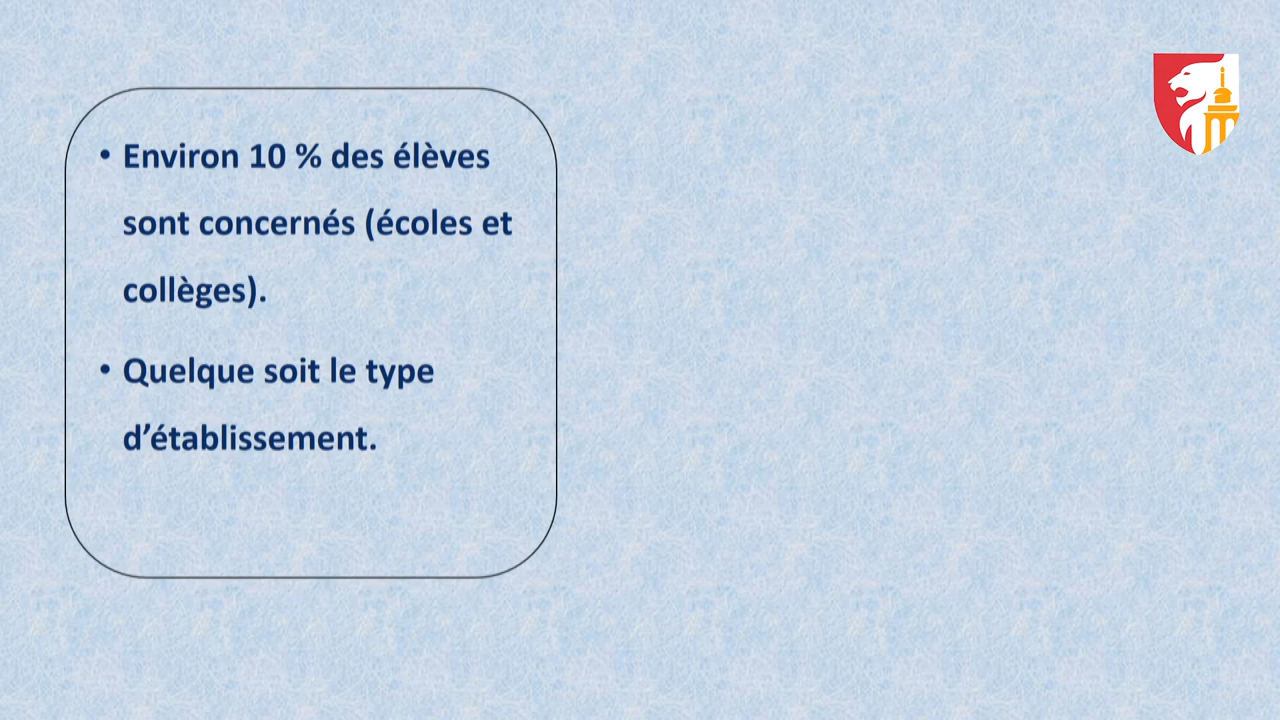 • Environ 10 % des élèves
sont concernés (écoles et
collèges).
• Quelque soit le type
d’établissement.